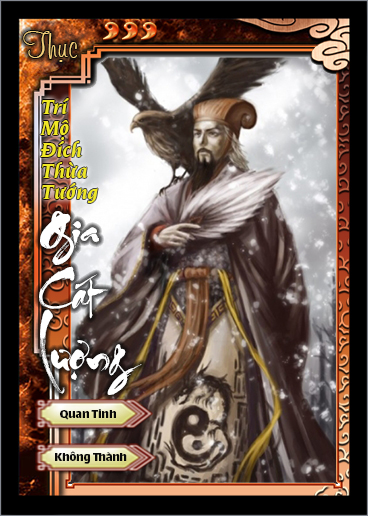 Thục
Trí
Mộ
Đích
Thừa
Tướng
Gia
Cát
Lượng
Quan Tinh
Không Thành